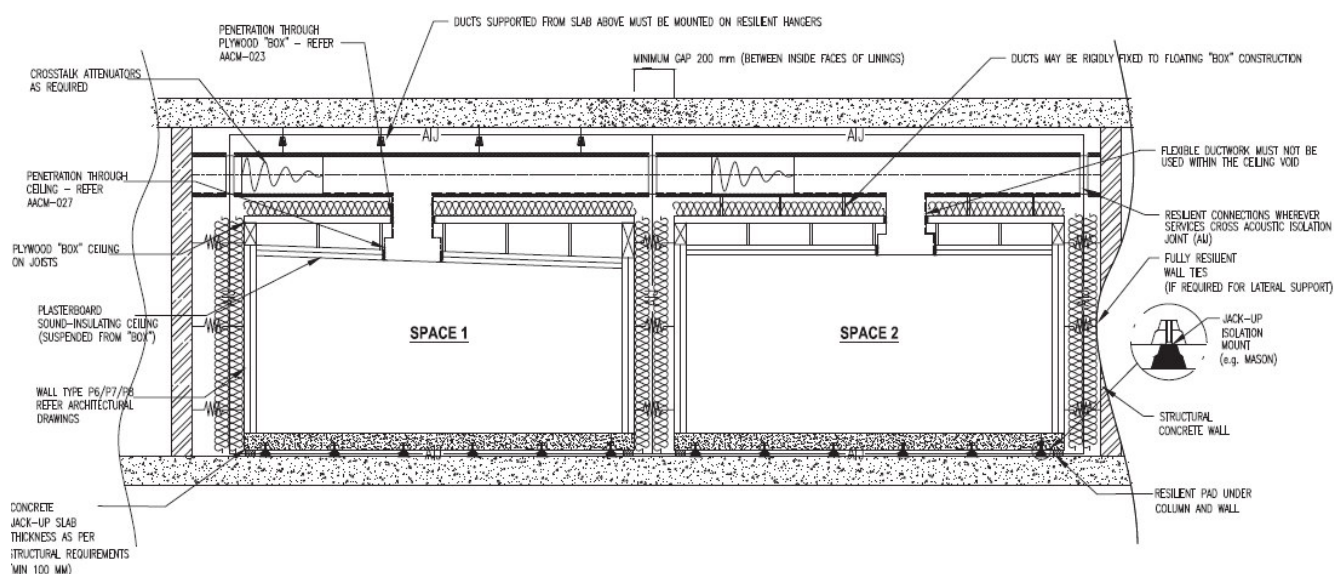 PENETRATION THROUGH
PLYWOOD "BOX" – REFER
AACM-023
DUCTS SUPPORTED FROM SLAB ABOVE MUST BE MOUNTED ON RESILIENT HANGERS
MINIMUM GAP 200 mm (BETWEEN INSIDE FACES OF LININGS)
DUCTS MAY BE RIGIDLY FIXED TO FLOATING "BOX" CONSTRUCTION
CROSSTALK ATTENUATORS
AS REQUIRED
AIJ
AIJ
FLEXIBLE DUCTWORK MUST NOT BE
USED WITHIN THE CEILING VOID
PENETRATION THROUGH
CEILING – REFER
AACM-027
RESILIENT CONNECTIONS WHEREVER
SERVICES CROSS ACOUSTIC ISOLATION
JOINT (AIJ)
PLYWOOD "BOX" CEILING
ON JOISTS
FULLY RESILIENT
WALL TIES
(IF REQUIRED FOR LATERAL SUPPORT)
PLASTERBOARD
SOUND-INSULATING CEILING
(SUSPENDED FROM "BOX")
SPACE 1
SPACE 2
JACK-UP
ISOLATION
MOUNT
(e.g. MASON)
WALL TYPE P6/P7/P8
REFER ARCHITECTURAL
DRAWINGS
STRUCTURAL
CONCRETE WALL
AIJ
AIJ
CONCRETE
JACK-UP SLAB
THICKNESS AS PER
STRUCTURAL REQUIREMENTS
(MIN 100 MM)
RESILIENT PAD UNDER
COLUMN AND WALL